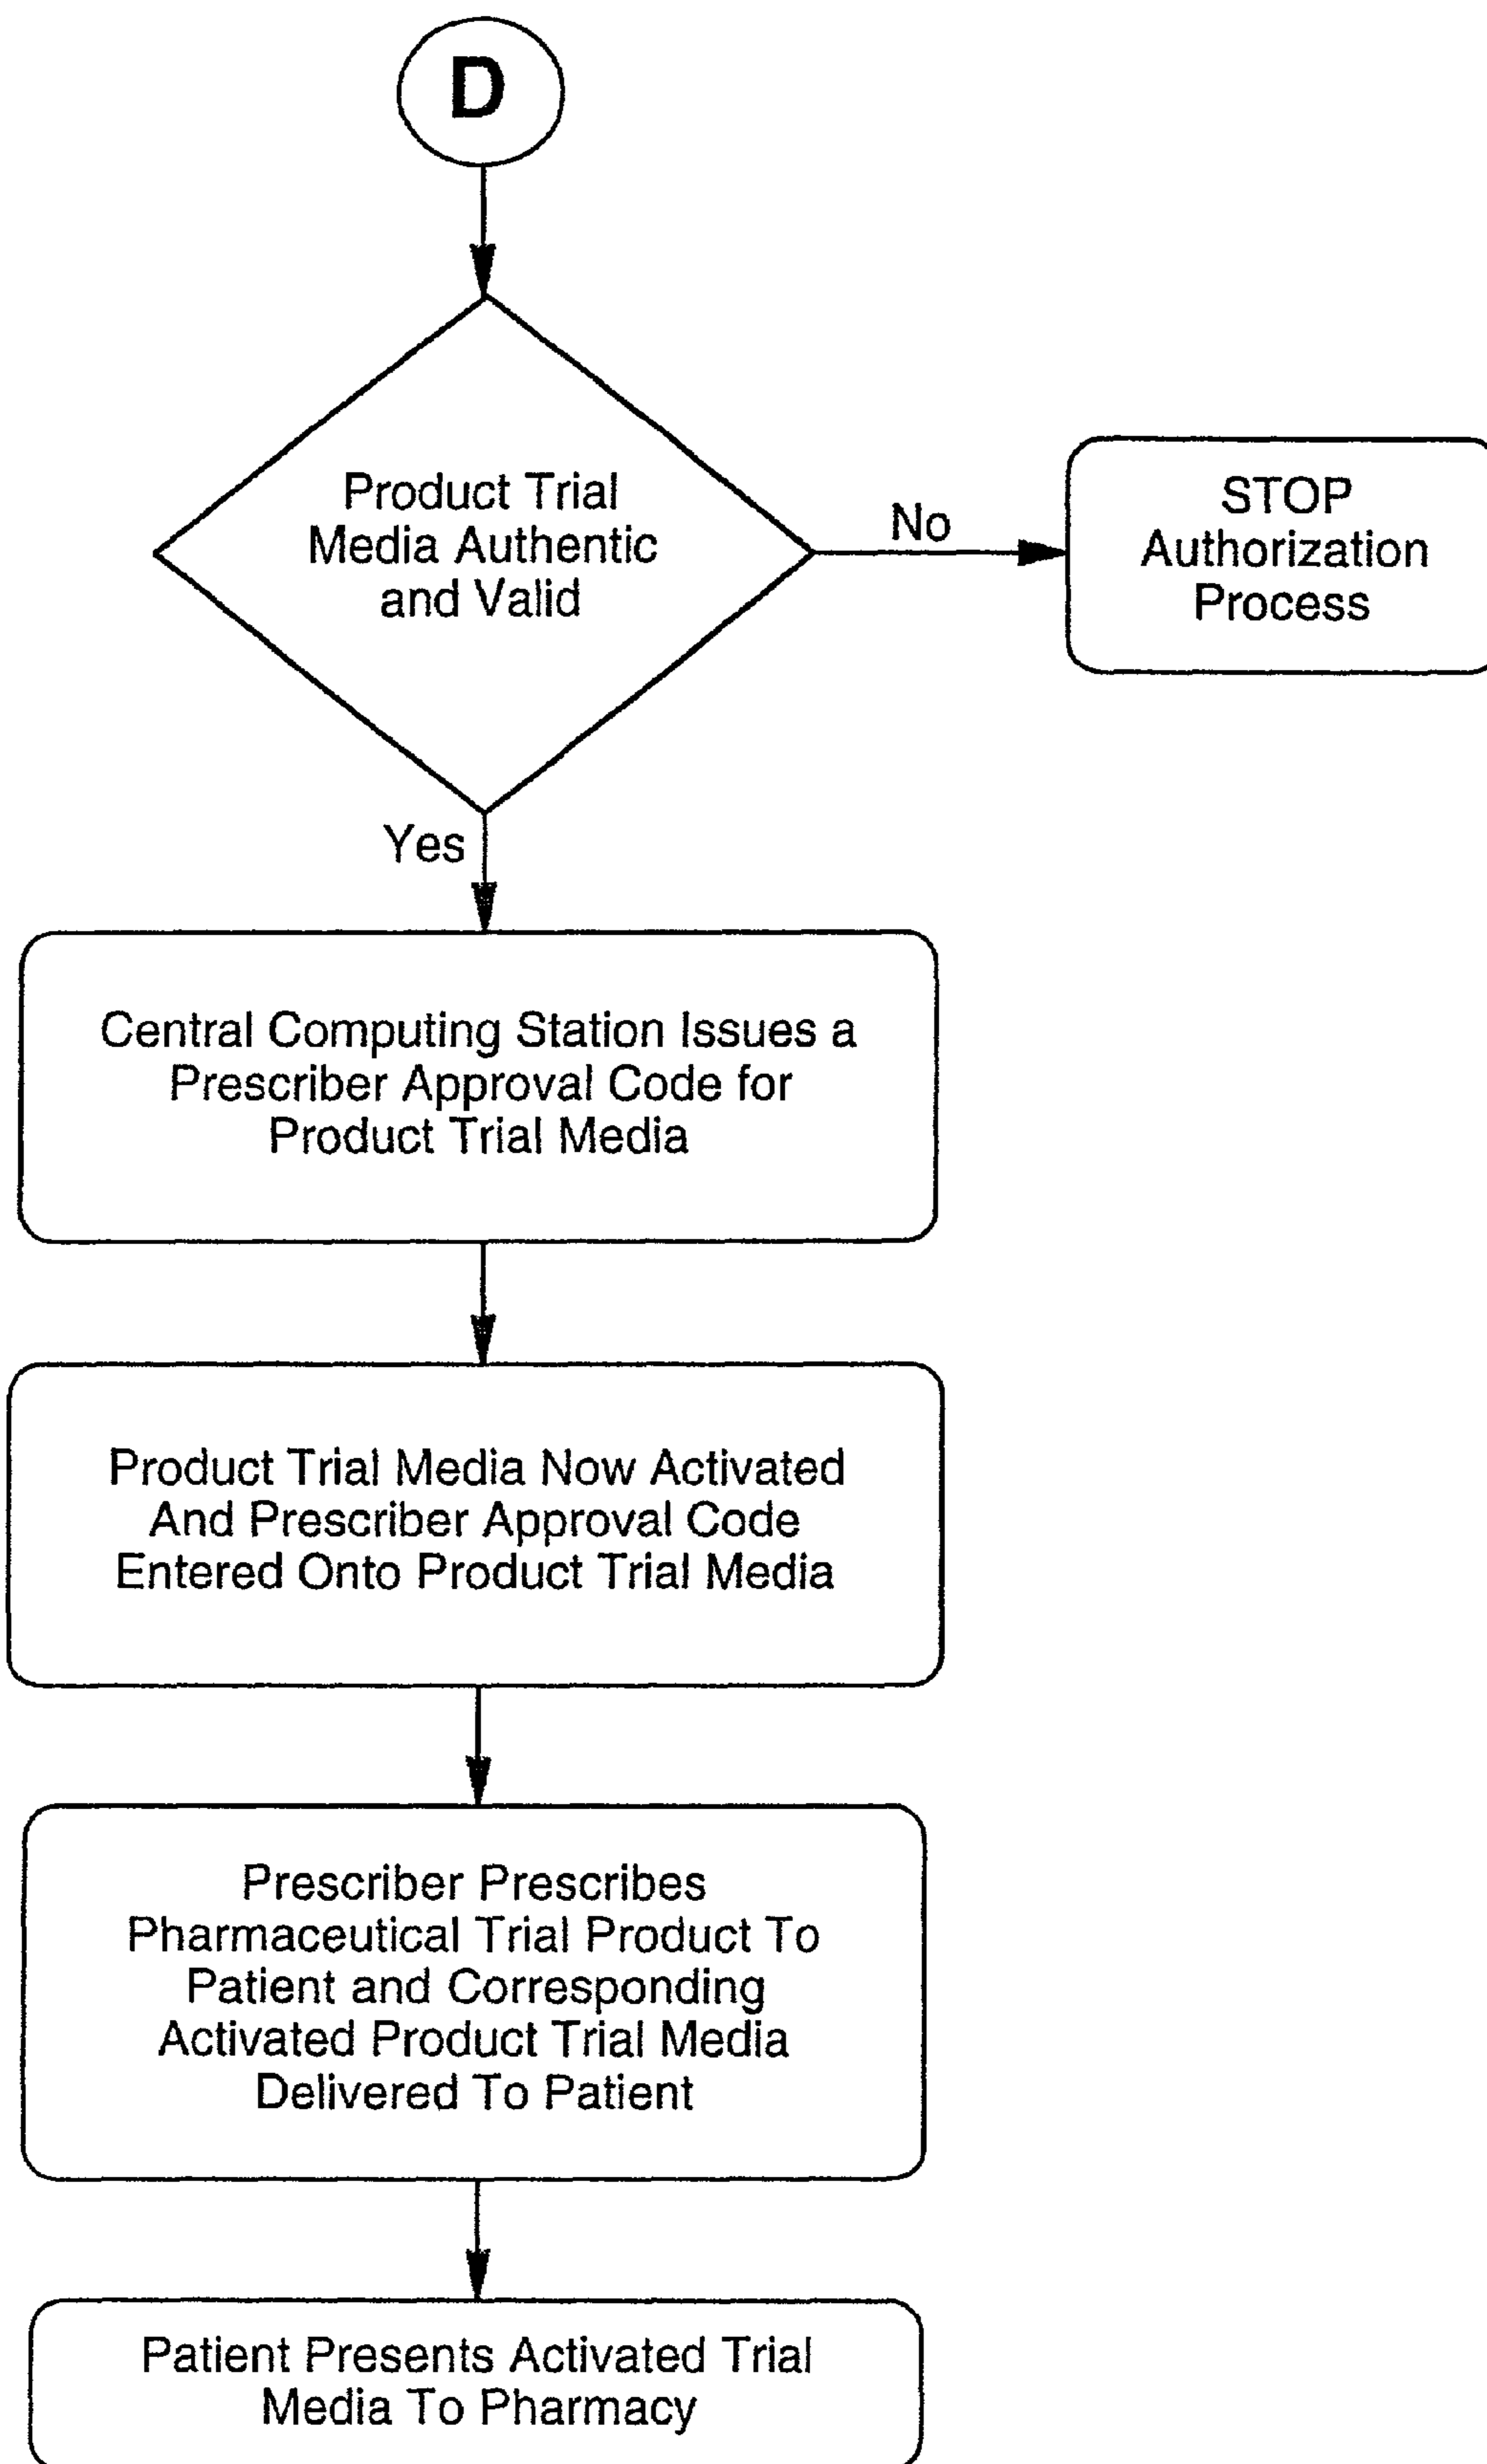 D
Product Trial
Media Authentic
and Valid
No
STOP
Authorization
Process
Yes
Central Computing Station Issues a
Prescriber Approval Code for
Product Trial Media
Product Trial Media Now Activated
And Prescriber Approval Code
Entered Onto Product Trial Media
Prescriber Prescribes
Pharmaceutical Trial Product To
Patient and Corresponding
Activated Product Trial Media
Delivered To Patient
Patient Presents Activated Trial
Media To Pharmacy